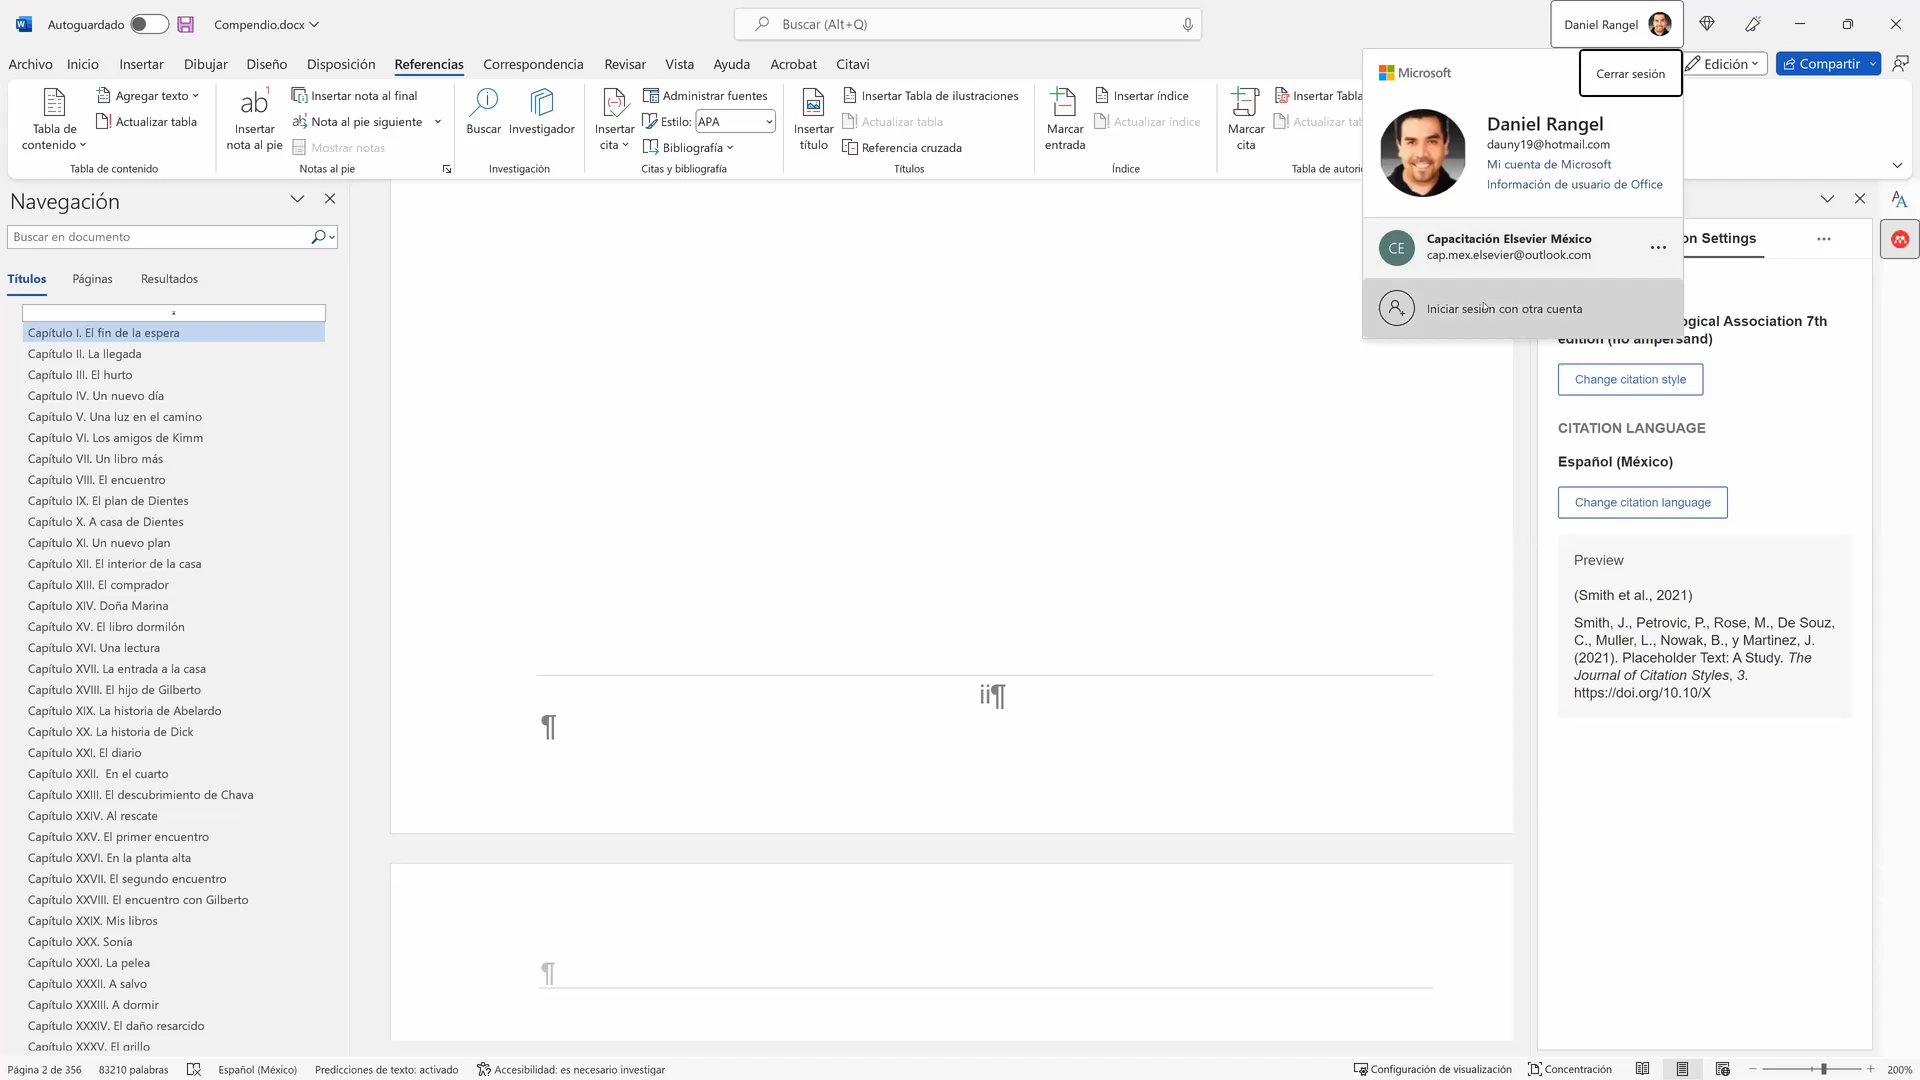 Autoguardado
Compendio.docx
Buscar (Alt+Q)
Daniel Rangel
Archivo Inicio Insertar Dibujar Diseño Disposición Referencias Correspondencia Revisar Vista Ayuda Acrobat Citavi
Edición
Compartir
Tabla de contenido
Agregar texto
Actualizar tabla
Tabla de contenido
ab
1
Insertar nota al pie
Insertar nota al final
Nota al pie siguiente
Mostrar notas
Notas al pie
Buscar
Investigador
Investigación
Insertar cita
Administrar fuentes
Estilo: APA
Bibliografía
Citas y bibliografía
Insertar título
Insertar Tabla de ilustraciones
Actualizar tabla
Referencia cruzada
Títulos
Marcar entrada
Insertar índice
Actualizar índice
Índice
Marcar cita
Insertar Tabla
Actualizar tab
Tabla de autori
Microsoft
Cerrar sesión
Daniel Rangel
dauny19@hotmail.com
Mi cuenta de Microsoft
Información de usuario de Office
CE
Capacitación Elsevier México
cap.mex.elsevier@outlook.com
Iniciar sesión con otra cuenta
Navegación
Buscar en documento
Títulos Páginas Resultados
Capítulo I. El fin de la espera
Capítulo II. La llegada
Capítulo III. El hurto
Capítulo IV. Un nuevo día
Capítulo V. Una luz en el camino
Capítulo VI. Los amigos de Kimm
Capítulo VII. Un libro más
Capítulo VIII. El encuentro
Capítulo IX. El plan de Dientes
Capítulo X. A casa de Dientes
Capítulo XI. Un nuevo plan
Capítulo XII. El interior de la casa
Capítulo XIII. El comprador
Capítulo XIV. Doña Marina
Capítulo XV. El libro dormilón
Capítulo XVI. Una lectura
Capítulo XVII. La entrada a la casa
Capítulo XVIII. El hijo de Gilberto
Capítulo XIX. La historia de Abelardo
Capítulo XX. La historia de Dick
Capítulo XXI. El diario
Capítulo XXII.  En el cuarto
Capítulo XXIII. El descubrimiento de Chava
Capítulo XXIV. Al rescate
Capítulo XXV. El primer encuentro
Capítulo XXVI. En la planta alta
Capítulo XXVII. El segundo encuentro
Capítulo XXVIII. El encuentro con Gilberto
Capítulo XXIX. Mis libros
Capítulo XXX. Sonia
Capítulo XXXI. La pelea
Capítulo XXXII. A salvo
Capítulo XXXIII. A dormir
Capítulo XXXIV. El daño resarcido
Capítulo XXXV. El grillo
ii¶
¶
¶
on Settings
ogical Association 7th
edition (no ampersand)
Change citation style
CITATION LANGUAGE
Español (México)
Change citation language
Preview
(Smith et al., 2021)
Smith, J., Petrovic, P., Rose, M., De Souz,
C., Muller, L., Nowak, B., y Martinez, J.
(2021). Placeholder Text: A Study. The
Journal of Citation Styles, 3.
https://doi.org/10.10/X
Página 2 de 356
83210 palabras
Español (México)
Predicciones de texto: activado
Accesibilidad: es necesario investigar
Configuración de visualización
Concentración
200%